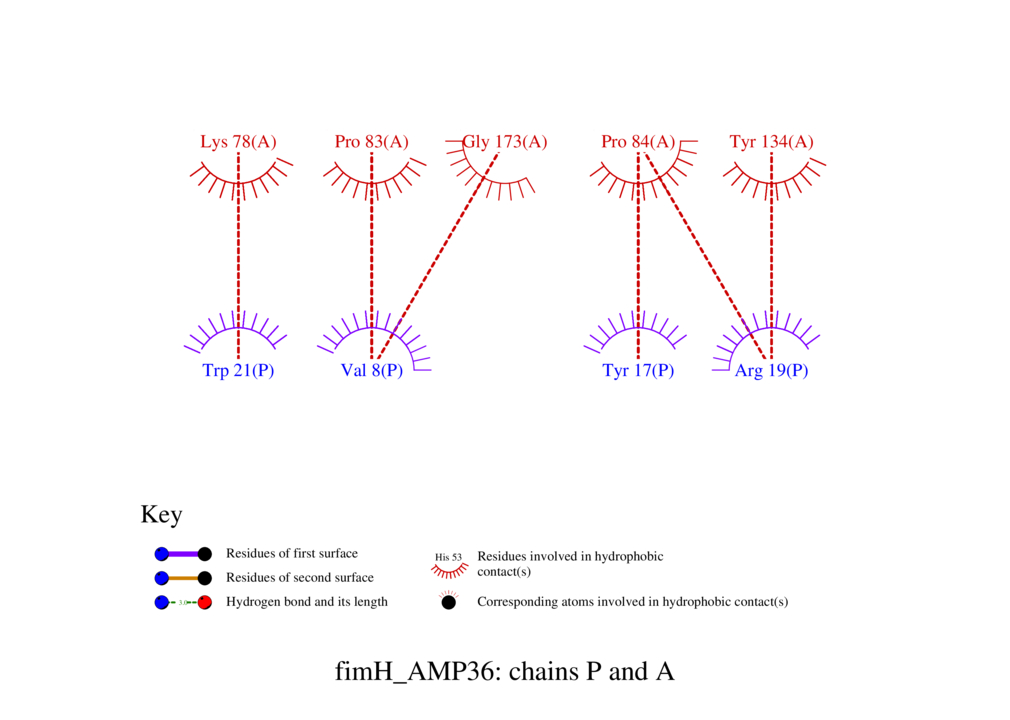 Lys 78(A) Pro 83(A) Gly 173(A) Pro 84(A) Tyr 134(A)
Trp 21(P) Val 8(P) Tyr 17(P) Arg 19(P)
Key
Residues of first surface
Residues of second surface
3.0
Hydrogen bond and its length
His 53
Residues involved in hydrophobic
contact(s)
Corresponding atoms involved in hydrophobic contact(s)
fimH_AMP36: chains P and A